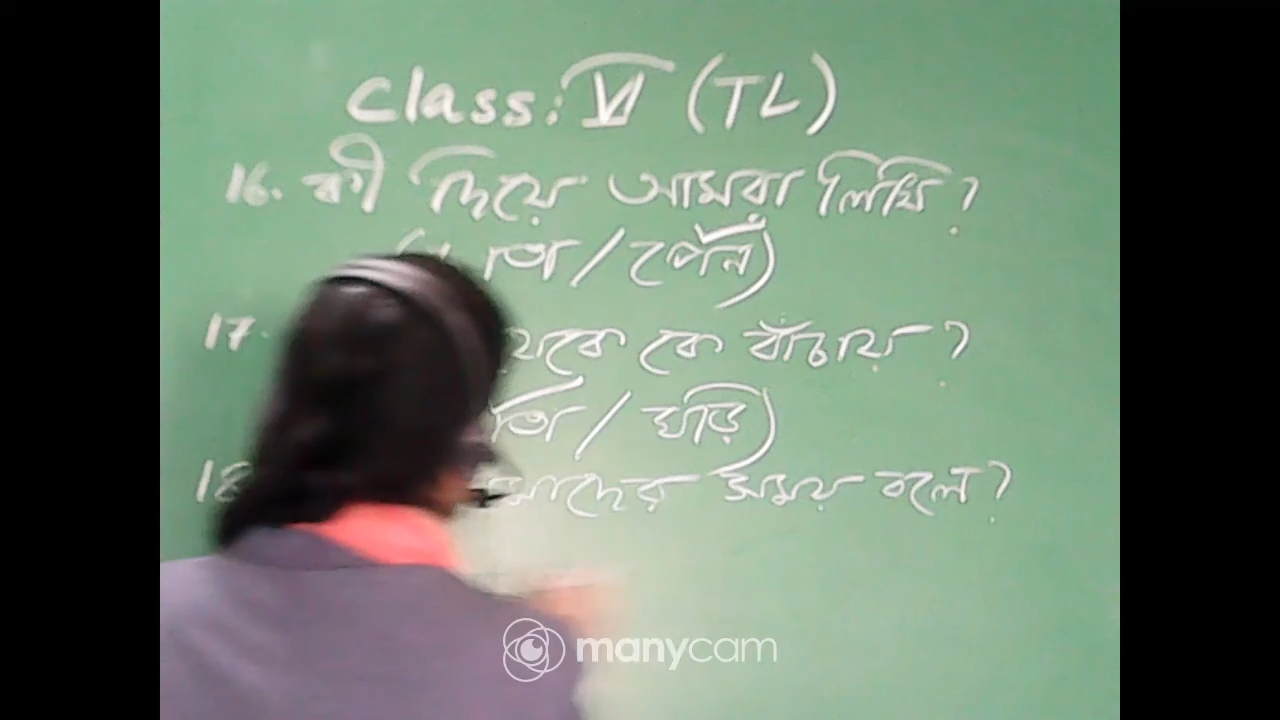 Class: VI (TL)
16. কী দিয়ে আমরা লিখি?
/ পেন)
17. কে বাঁচায়?
/ ঘড়ি)
18 সময় বলে?
manycam